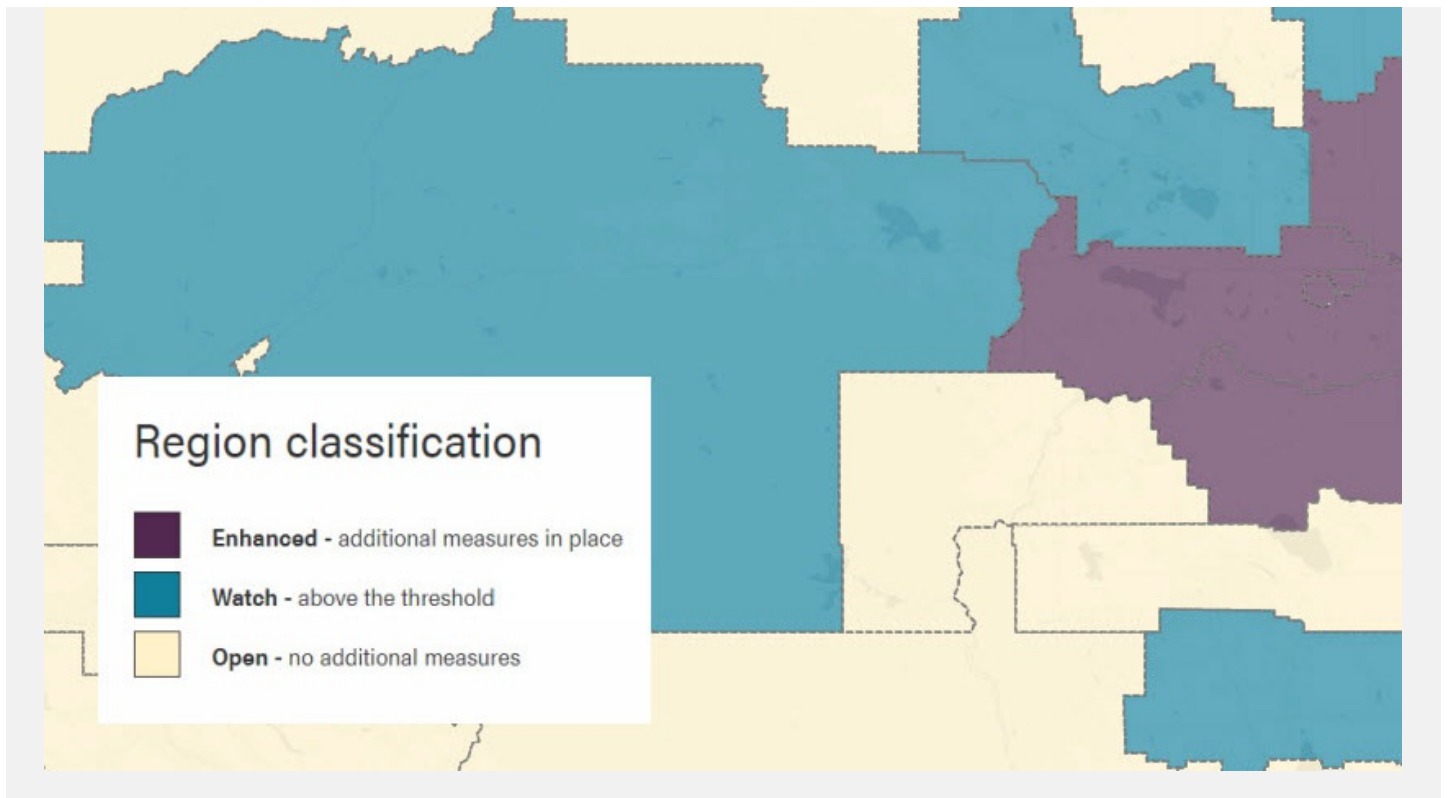 Region classification
Enhanced - additional measures in place
Watch - above the threshold
Open - no additional measures